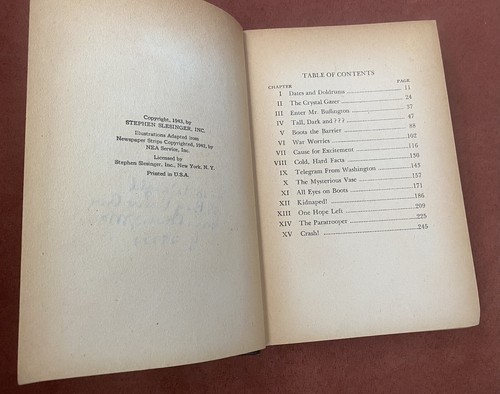 Copyright, 1943, by
STEPHEN SLESINGER, INC.
Illustrations Adapted from
Newspaper Strips Copyrighted, 1941, by
NEA Service, Inc.
Licensed by
Stephen Slesinger, Inc., New York, N. Y.
Printed in U.S.A.
TABLE OF CONTENTS
CHAPTER PAGE
I Dates and Doldrums 11
II The Crystal Gazer 24
III Enter Mr. Buffington 37
IV Tall, Dark and ??? 47
V Boots the Barrier 88
VI War Worries 102
VII Cause for Excitement 116
VIII Cold, Hard Facts 130
IX Telegram From Washington 143
X The Mysterious Vase 157
XI All Eyes on Boots 171
XII Kidnaped! 186
XIII One Hope Left 209
XIV The Paratrooper 225
XV Crash! 245